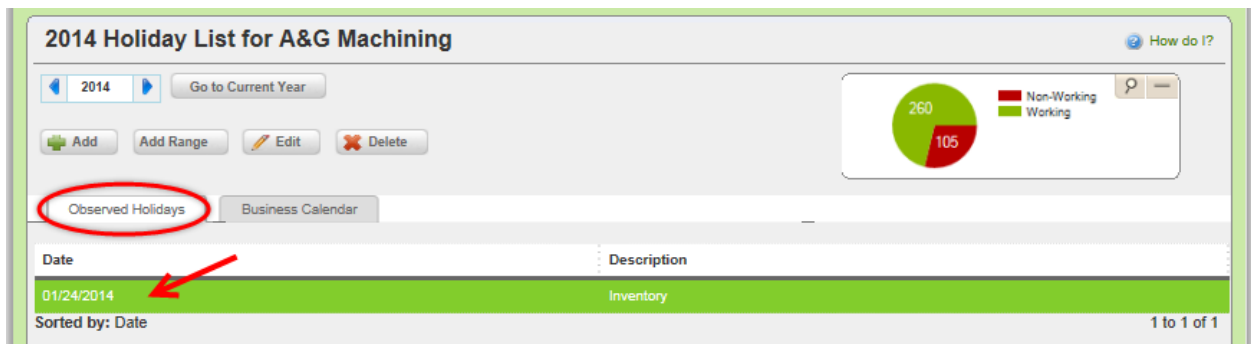 2014 Holiday List for A&G Machining
How do I?
2014 Go to Current Year
Add Add Range Edit Delete
260
105
Non-Working
Working
Observed Holidays Business Calendar
Date Description
01/24/2014 Inventory
Sorted by: Date 1 to 1 of 1